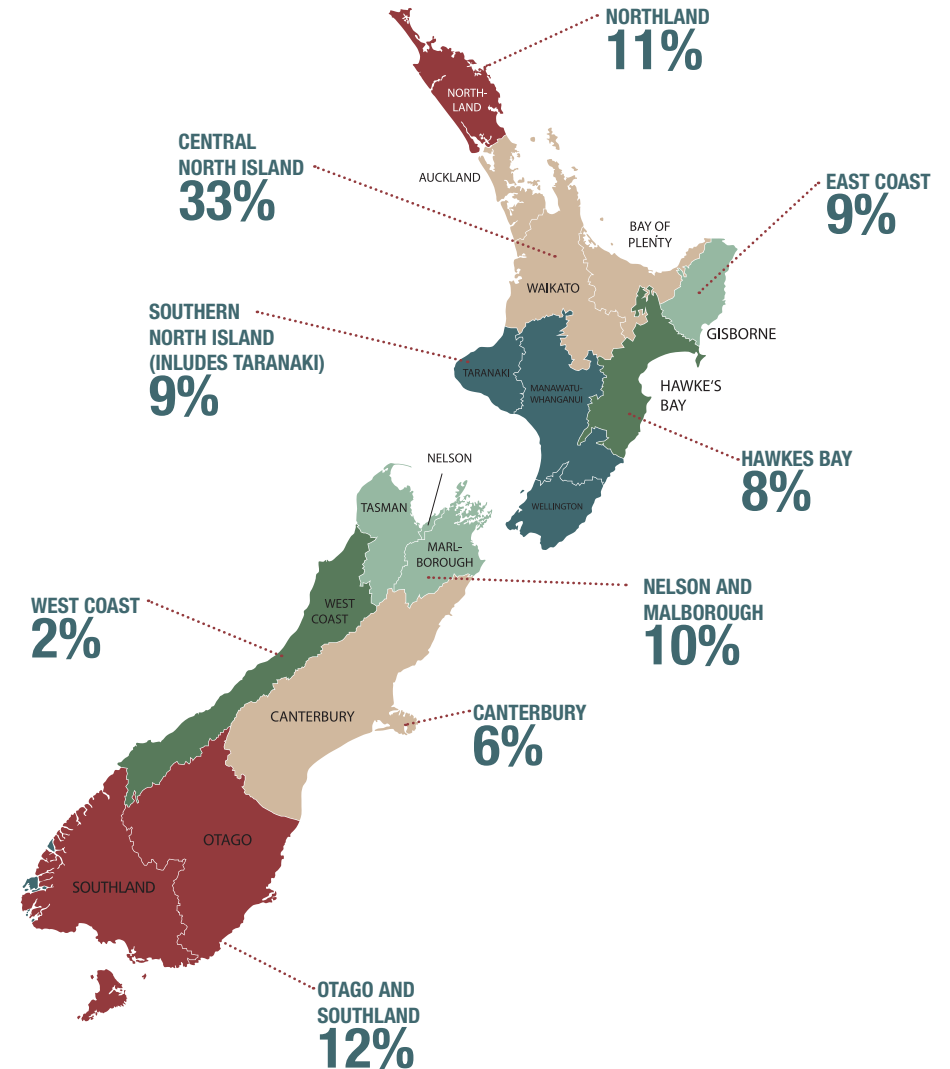 NORTHLAND
11%
NORTH-
LAND
CENTRAL
NORTH ISLAND
33%
AUCKLAND
EAST COAST
9%
BAY OF
PLENTY
WAIKATO
SOUTHERN
NORTH ISLAND
(INLUDES TARANAKI)
9%
GISBORNE
TARANAKI
MANAWATU-
WHANGANUI
HAWKE'S
BAY
HAWKES BAY
8%
NELSON
TASMAN
WELLINGTON
MARL-
BOROUGH
NELSON AND
MALBOROUGH
10%
WEST COAST
2%
WEST
COAST
CANTERBURY
CANTERBURY
6%
OTAGO
SOUTHLAND
OTAGO AND
SOUTHLAND
12%